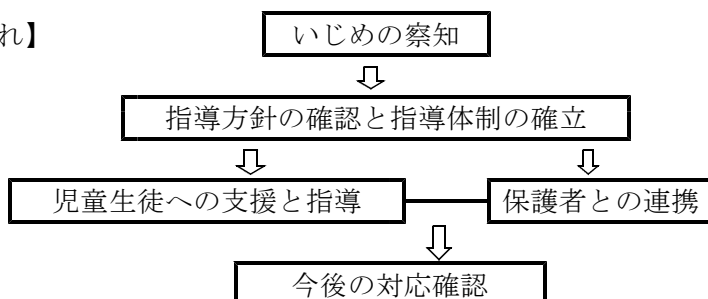 れ】
いじめの察知
指導方針の確認と指導体制の確立
児童生徒への支援と指導
保護者との連携
今後の対応確認